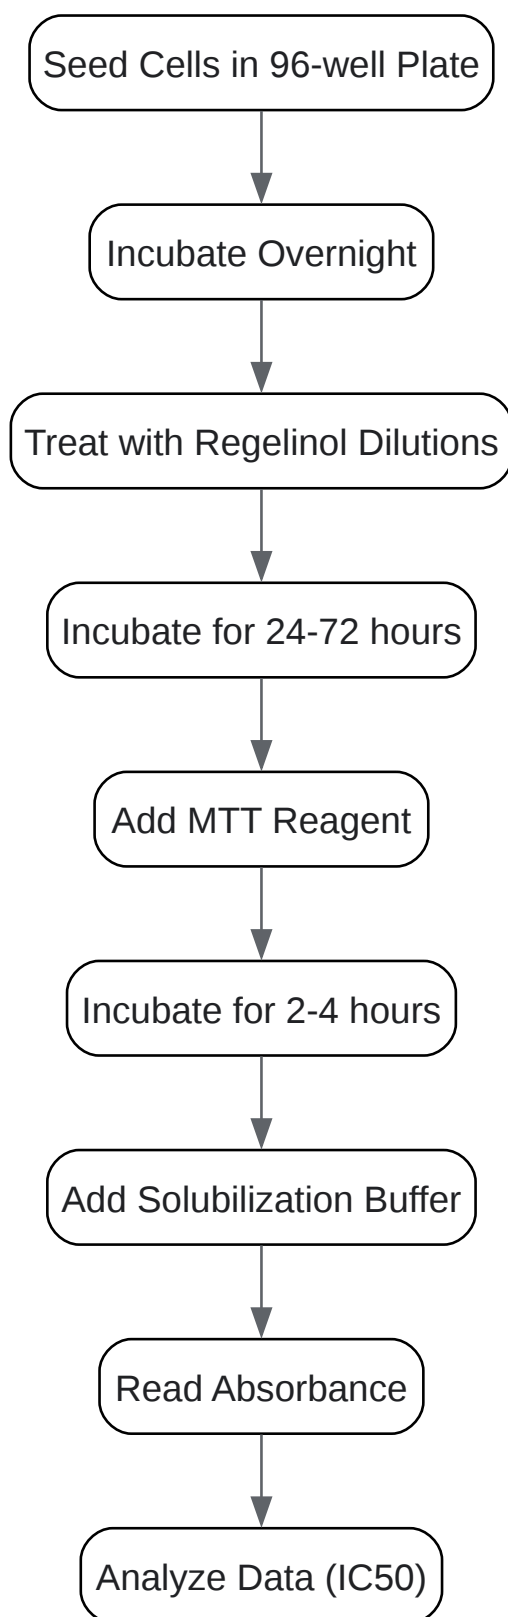 Seed Cells in 96-well Plate
Incubate Overnight
Treat with Regelinol Dilutions
Incubate for 24-72 hours
Add MTT Reagent
Incubate for 2-4 hours
Add Solubilization Buffer
Read Absorbance
Analyze Data (IC50)